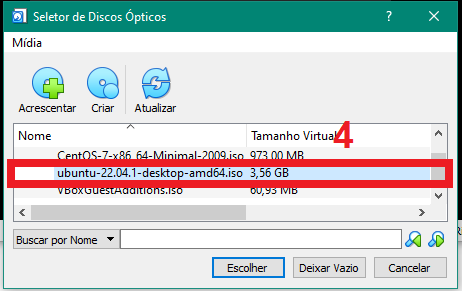 Seletor de Discos Ópticos
Mídia
Acrescentar Criar Atualizar
4
Nome Tamanho Virtual
CentOS-7-x86_64-Minimal-2009.iso 973,00 MB
ubuntu-22.04.1-desktop-amd64.iso 3,56 GB
VBoxGuestAdditions.iso 60,93 MB
Buscar por Nome
Escolher Deixar Vazio Cancelar